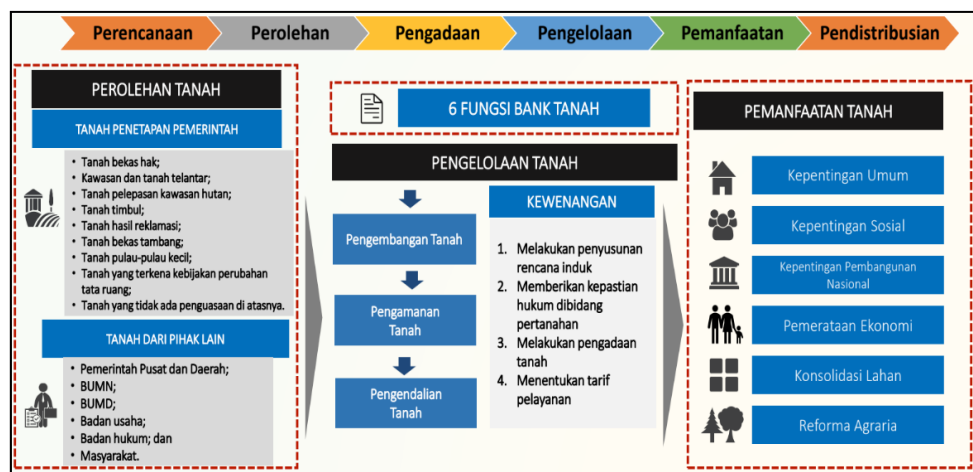 Perencanaan
Perolehan
Pengadaan
Pengelolaan
Pemanfaatan
Pendistribusian
PEROLEHAN TANAH
TANAH PENETAPAN PEMERINTAH
• Tanah bekas hak;
• Kawasan dan tanah telantar;
• Tanah pelepasan kawasan hutan;
• Tanah timbul;
• Tanah hasil reklamasi;
• Tanah bekas tambang;
• Tanah pulau-pulau kecil;
• Tanah yang terkena kebijakan perubahan
tata ruang;
• Tanah yang tidak ada penguasaan di atasnya.
TANAH DARI PIHAK LAIN
• Pemerintah Pusat dan Daerah;
• BUMN;
• BUMD;
• Badan usaha;
• Badan hukum; dan
• Masyarakat.
6 FUNGSI BANK TANAH
PENGELOLAAN TANAH
Pengembangan Tanah
Pengamanan
Tanah
Pengendalian
Tanah
KEWENANGAN
1. Melakukan penyusunan
rencana induk
2. Memberikan kepastian
hukum dibidang
pertanahan
3. Melakukan pengadaan
tanah
4. Menentukan tarif
pelayanan
PEMANFAATAN TANAH
Kepentingan Umum
Kepentingan Sosial
Kepentingan Pembangunan
Nasional
Pemerataan Ekonomi
Konsolidasi Lahan
Reforma Agraria